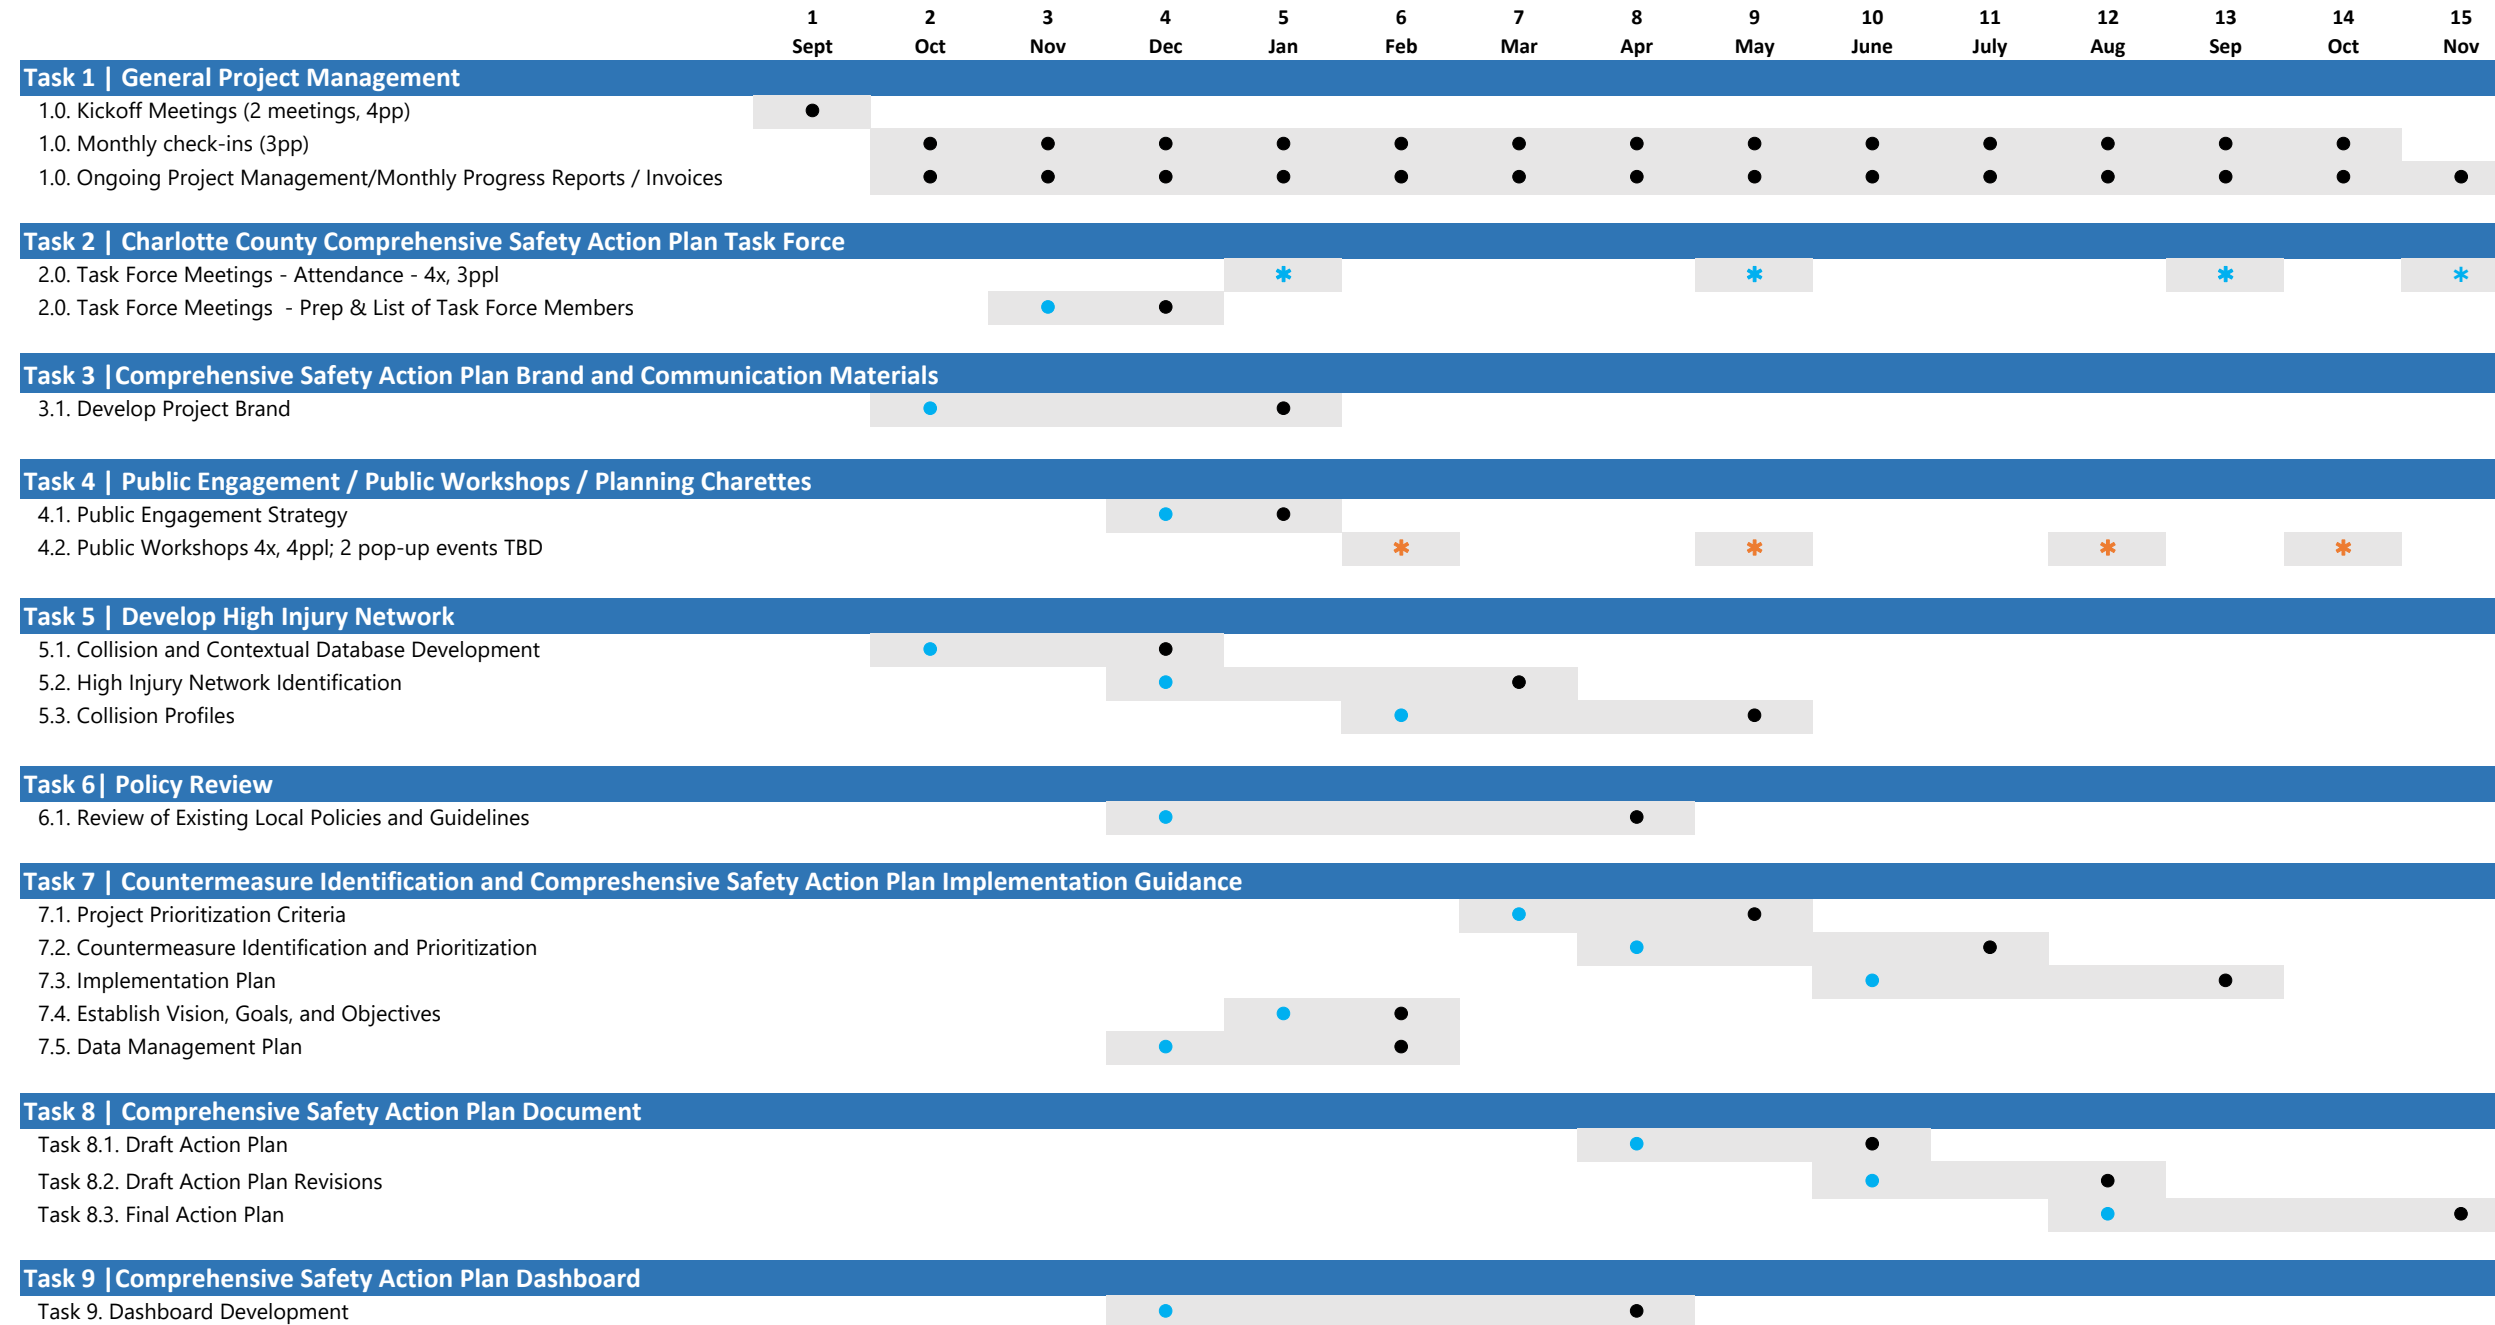 1 2 3 4 5 6 7 8 9 10 11 12 13 14 15
Sept Oct Nov Dec Jan Feb Mar Apr May June July Aug Sep Oct Nov
Task 1 | General Project Management
1.0. Kickoff Meetings (2 meetings, 4pp)
1.0. Monthly check-ins (3pp)
1.0. Ongoing Project Management/Monthly Progress Reports / Invoices
Task 2 | Charlotte County Comprehensive Safety Action Plan Task Force
2.0. Task Force Meetings - Attendance - 4x, 3ppl
2.0. Task Force Meetings - Prep & List of Task Force Members
Task 3 |Comprehensive Safety Action Plan Brand and Communication Materials
3.1. Develop Project Brand
Task 4 | Public Engagement / Public Workshops / Planning Charettes
4.1. Public Engagement Strategy
4.2. Public Workshops 4x, 4ppl; 2 pop-up events TBD
Task 5 | Develop High Injury Network
5.1. Collision and Contextual Database Development
5.2. High Injury Network Identification
5.3. Collision Profiles
Task 6| Policy Review
6.1. Review of Existing Local Policies and Guidelines
Task 7 | Countermeasure Identification and Compreshensive Safety Action Plan Implementation Guidance
7.1. Project Prioritization Criteria
7.2. Countermeasure Identification and Prioritization
7.3. Implementation Plan
7.4. Establish Vision, Goals, and Objectives
7.5. Data Management Plan
Task 8 | Comprehensive Safety Action Plan Document
Task 8.1. Draft Action Plan
Task 8.2. Draft Action Plan Revisions
Task 8.3. Final Action Plan
Task 9 |Comprehensive Safety Action Plan Dashboard
Task 9. Dashboard Development